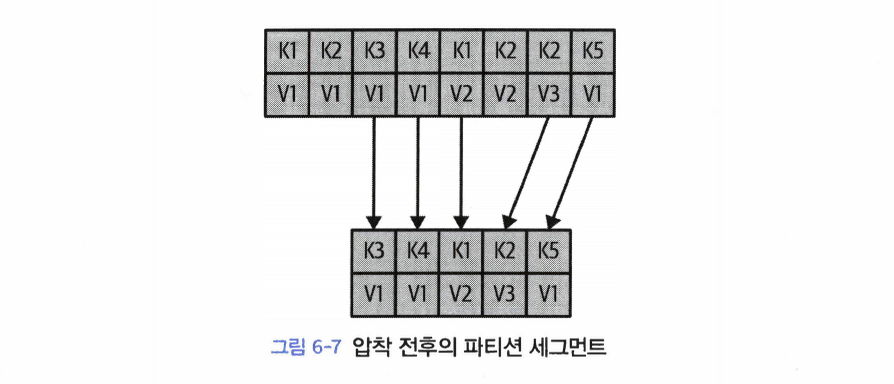 K1 K2 K3 K4 K1 K2 K2 K5
V1 V1 V1 V1 V2 V2 V3 V1
K3 K4 K1 K2 K5
V1 V1 V2 V3 V1
그림 6-7 압착 전후의 파티션 세그먼트